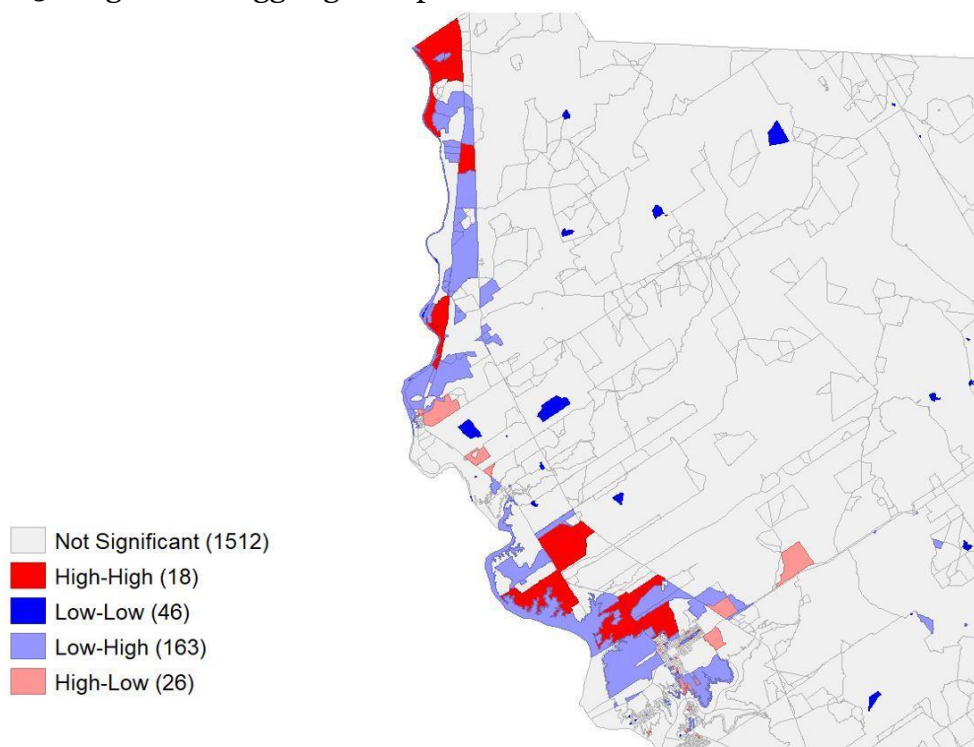 Not Significant (1512)
High-High (18)
Low-Low (46)
Low-High (163)
High-Low (26)